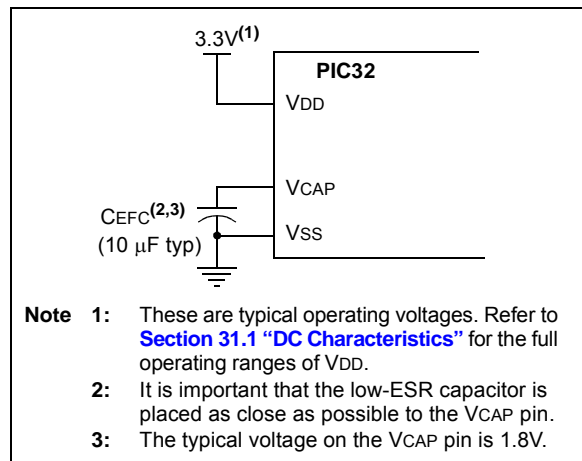 3.3V(1)
PIC32
VDD
VCAP
CEFC(2,3)
(10 μF typ)
VSS
Note 1: These are typical operating voltages. Refer to
Section 31.1 “DC Characteristics” for the full
operating ranges of VDD.
2: It is important that the low-ESR capacitor is
placed as close as possible to the VCAP pin.
3: The typical voltage on the VCAP pin is 1.8V.